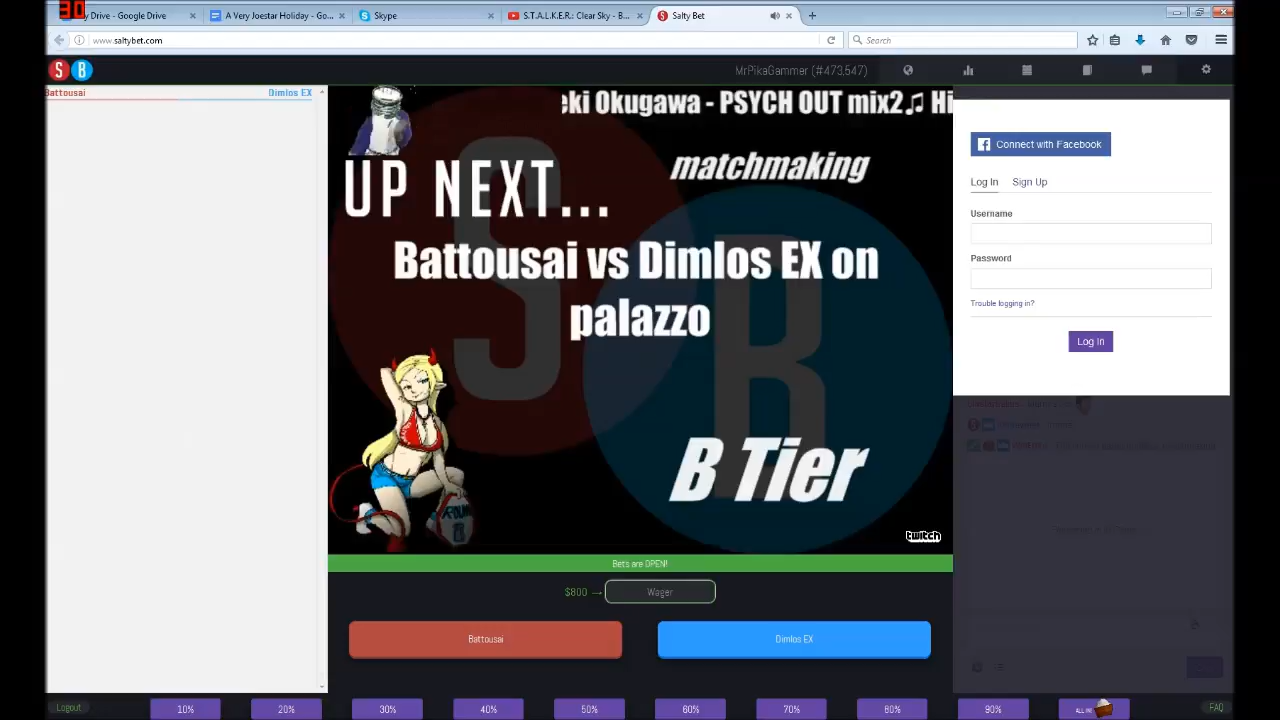 30
My Drive - Google Drive
A Very Joestar Holiday - Go...
Skype
S.T.A.L.K.E.R.: Clear Sky - B...
Salty Bet
www.saltybet.com
Search
S B
MrPikaGammer (#473,547)
Battousai
Dimlos EX
eki Okugawa - PSYCH OUT mix2♫ Hi
UP NEXT...
matchmaking
Battousai vs Dimlos EX on
palazzo
B Tier
twitch
Connect with Facebook
Log In
Sign Up
Username
Password
Trouble logging in?
Log In
Bets are OPEN!
$800 →
Wager
Battousai
Dimlos EX
Logout
10%
20%
30%
40%
50%
60%
70%
80%
90%
ALL IN!
FAQ